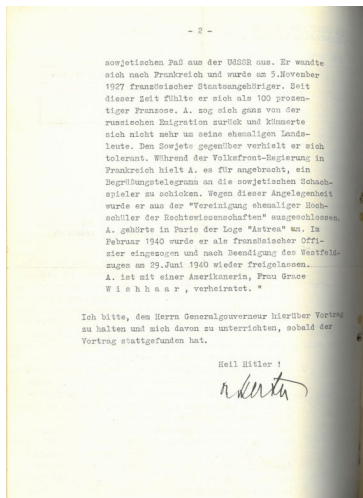 - 2 -
sowjetischen Paß aus der UdSSR aus. Er wandte
sich nach Frankreich und wurde am 5.November
1927 französischer Staatsangehöriger. Seit
dieser Zeit fühlte er sich als 100 prozen-
tiger Franzose. A. zog sich ganz von der
russischen Emigration zurück und kümmerte
sich nicht mehr um seine ehemaligen Lands-
leute. Den Sowjets gegenüber verhielt er sich
tolerant. Während der Volksfront-Regierung in
Frankreich hielt A. es für angebracht, ein
Begrüßungstelegramm an die sowjetischen Schach-
spieler zu schicken. Wegen dieser Angelegenheit
wurde er aus der "Vereinigung ehemaliger Hoch-
schüler der Rechtswissenschaften" ausgeschlossen.
A. gehörte in Paris der Loge "Astrea" an. Im
Februar 1940 wurde er als französischer Offi-
zier eingezogen und nach Beendigung des Westfeld-
zuges am 29.Juni 1940 wieder freigelassen.
A. ist mit einer Amerikanerin, Frau Grace
W i s h h a a r , verheiratet. "
Ich bitte, dem Herrn Generalgouverneur hierüber Vortrag
zu halten und mich davon zu unterrichten, sobald der
Vortrag stattgefunden hat.
Heil Hitler !